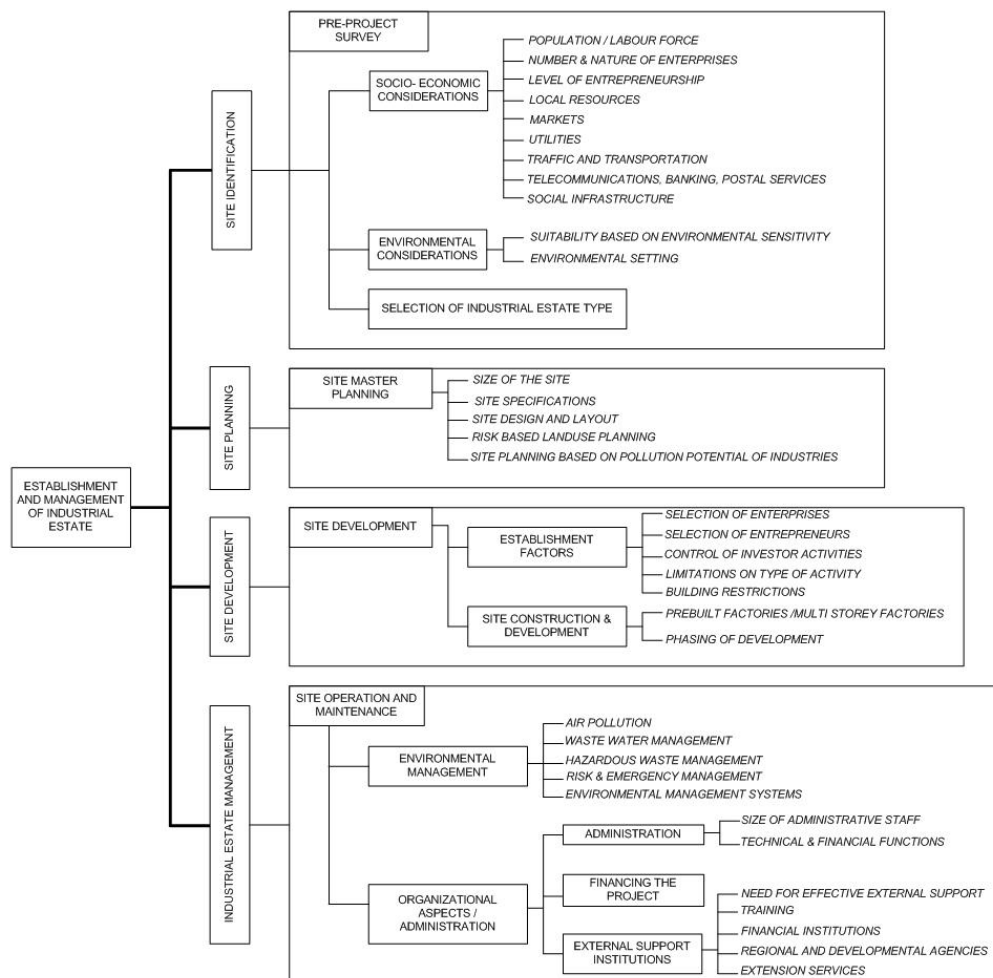 PRE-PROJECT
SURVEY
SOCIO- ECONOMIC
CONSIDERATIONS
POPULATION / LABOUR FORCE
NUMBER & NATURE OF ENTERPRISES
LEVEL OF ENTREPRENEURSHIP
LOCAL RESOURCES
MARKETS
UTILITIES
TRAFFIC AND TRANSPORTATION
TELECOMMUNICATIONS, BANKING, POSTAL SERVICES
SOCIAL INFRASTRUCTURE
SITE IDENTIFICATION
ENVIRONMENTAL
CONSIDERATIONS
SUITABILITY BASED ON ENVIRONMENTAL SENSITIVITY
ENVIRONMENTAL SETTING
SELECTION OF INDUSTRIAL ESTATE TYPE
SITE PLANNING
SITE MASTER
PLANNING
SIZE OF THE SITE
SITE SPECIFICATIONS
SITE DESIGN AND LAYOUT
RISK BASED LANDUSE PLANNING
SITE PLANNING BASED ON POLLUTION POTENTIAL OF INDUSTRIES
ESTABLISHMENT
AND MANAGEMENT
OF INDUSTRIAL
ESTATE
SITE DEVELOPMENT
SITE DEVELOPMENT
ESTABLISHMENT
FACTORS
SELECTION OF ENTERPRISES
SELECTION OF ENTREPRENEURS
CONTROL OF INVESTOR ACTIVITIES
LIMITATIONS ON TYPE OF ACTIVITY
BUILDING RESTRICTIONS
SITE CONSTRUCTION &
DEVELOPMENT
PREBUILT FACTORIES /MULTI STOREY FACTORIES
PHASING OF DEVELOPMENT
INDUSTRIAL ESTATE MANAGEMENT
SITE OPERATION AND
MAINTENANCE
ENVIRONMENTAL
MANAGEMENT
AIR POLLUTION
WASTE WATER MANAGEMENT
HAZARDOUS WASTE MANAGEMENT
RISK & EMERGENCY MANAGEMENT
ENVIRONMENTAL MANAGEMENT SYSTEMS
ORGANIZATIONAL
ASPECTS /
ADMINISTRATION
ADMINISTRATION
SIZE OF ADMINISTRATIVE STAFF
TECHNICAL & FINANCIAL FUNCTIONS
FINANCING THE
PROJECT
EXTERNAL SUPPORT
INSTITUTIONS
NEED FOR EFFECTIVE EXTERNAL SUPPORT
TRAINING
FINANCIAL INSTITUTIONS
REGIONAL AND DEVELOPMENTAL AGENCIES
EXTENSION SERVICES